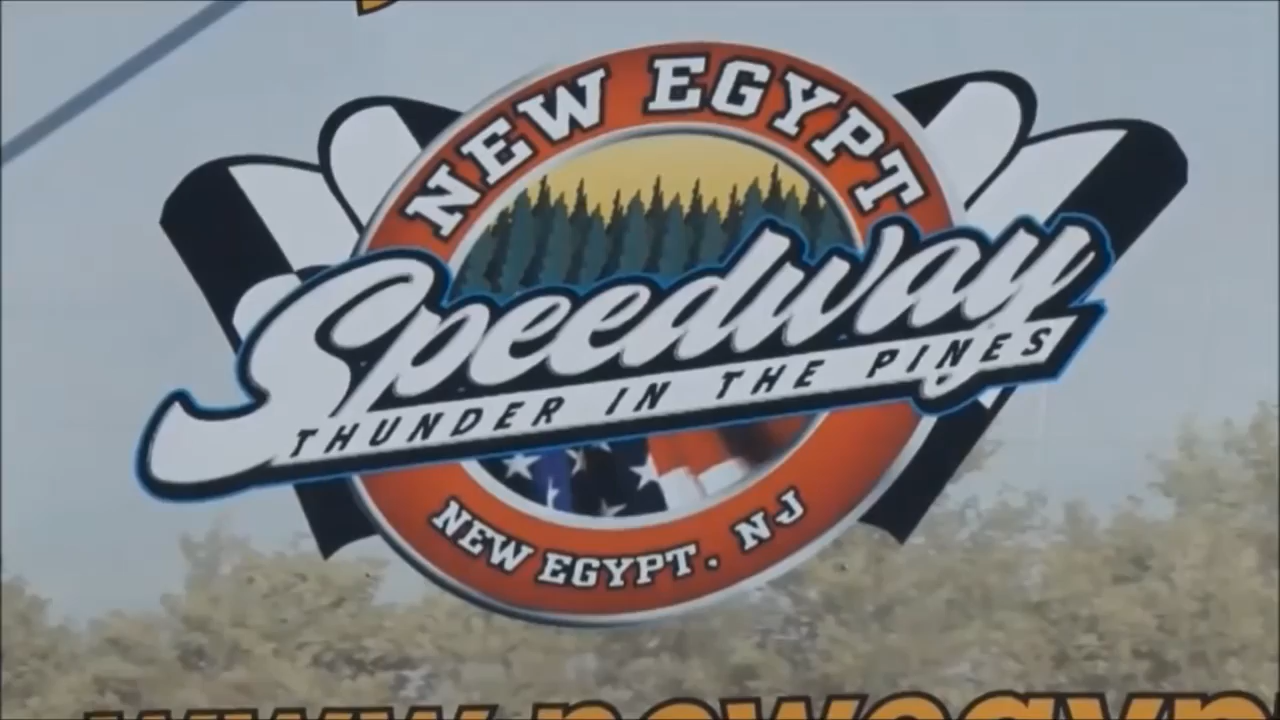 NEW EGYPT
Speedway
THUNDER IN THE PINES
NEW EGYPT. NJ